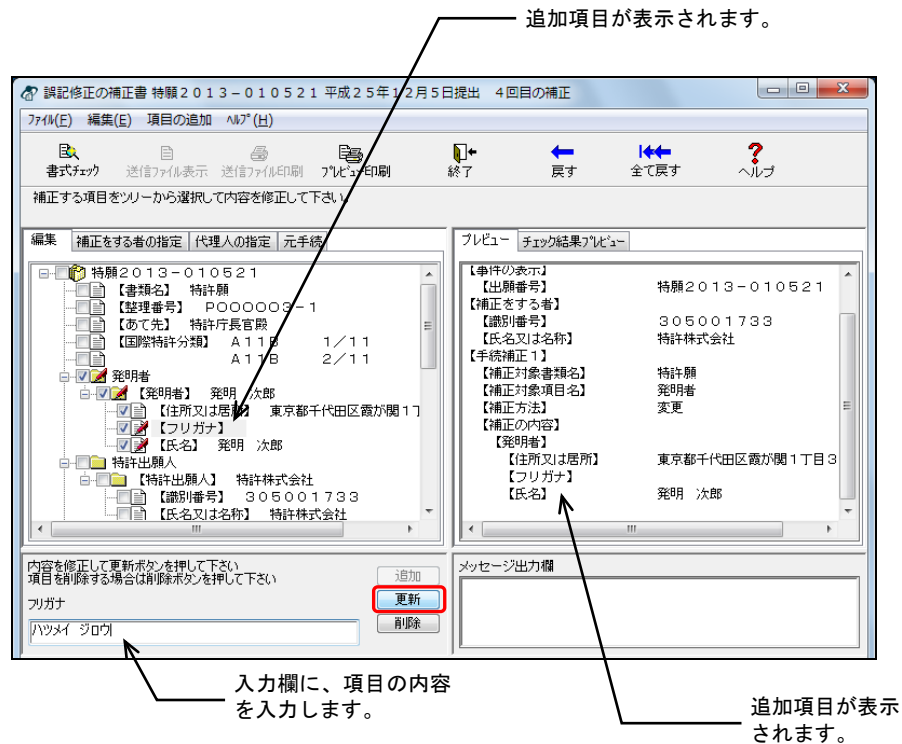 追加項目が表示されます。
誤記修正の補正書 特願２０１３－０１０５２１ 平成２５年１２月５日提出　４回目の補正
ﾌｧｲﾙ(F)　編集(E)　項目の追加　ﾍﾙﾌﾟ(H)
書式ﾁｪｯｸ　送信ﾌｧｲﾙ表示　送信ﾌｧｲﾙ印刷　ﾌﾟﾚﾋﾞｭｰ印刷　終了　戻す　全て戻す　ヘルプ
補正する項目をツリーから選択して内容を修正して下さい。
編集　補正をする者の指定　代理人の指定　元手続
特願２０１３－０１０５２１
【書類名】　特許願
【整理番号】　Ｐ００００００３－１
【あて先】　特許庁長官殿
【国際特許分類】　Ａ１１Ｂ　１／１１
Ａ１１Ｂ　２／１１
発明者
【発明者】　発明　次郎
【住所又は居所】　東京都千代田区霞が関１丁
【フリガナ】
【氏名】　発明　次郎
特許出願人
【特許出願人】　特許株式会社
【識別番号】　３０５００１７３３
【氏名又は名称】　特許株式会社
プレビュー　チェック結果プレビュー
【事件の表示】
【出願番号】　特願２０１３－０１０５２１
【補正をする者】
【識別番号】　３０５００１７３３
【氏名又は名称】　特許株式会社
【手続補正１】
【補正対象書類名】　特許願
【補正対象項目名】　発明者
【補正方法】　変更
【補正の内容】
【発明者】
【住所又は居所】　東京都千代田区霞が関１丁目３
【フリガナ】
【氏名】　発明　次郎
内容を修正して更新ボタンを押して下さい
項目を削除する場合は削除ボタンを押して下さい
追加
フリガナ
更新
ハツメイ ジロウ
削除
メッセージ出力欄
入力欄に、項目の内容
を入力します。
追加項目が表示
されます。